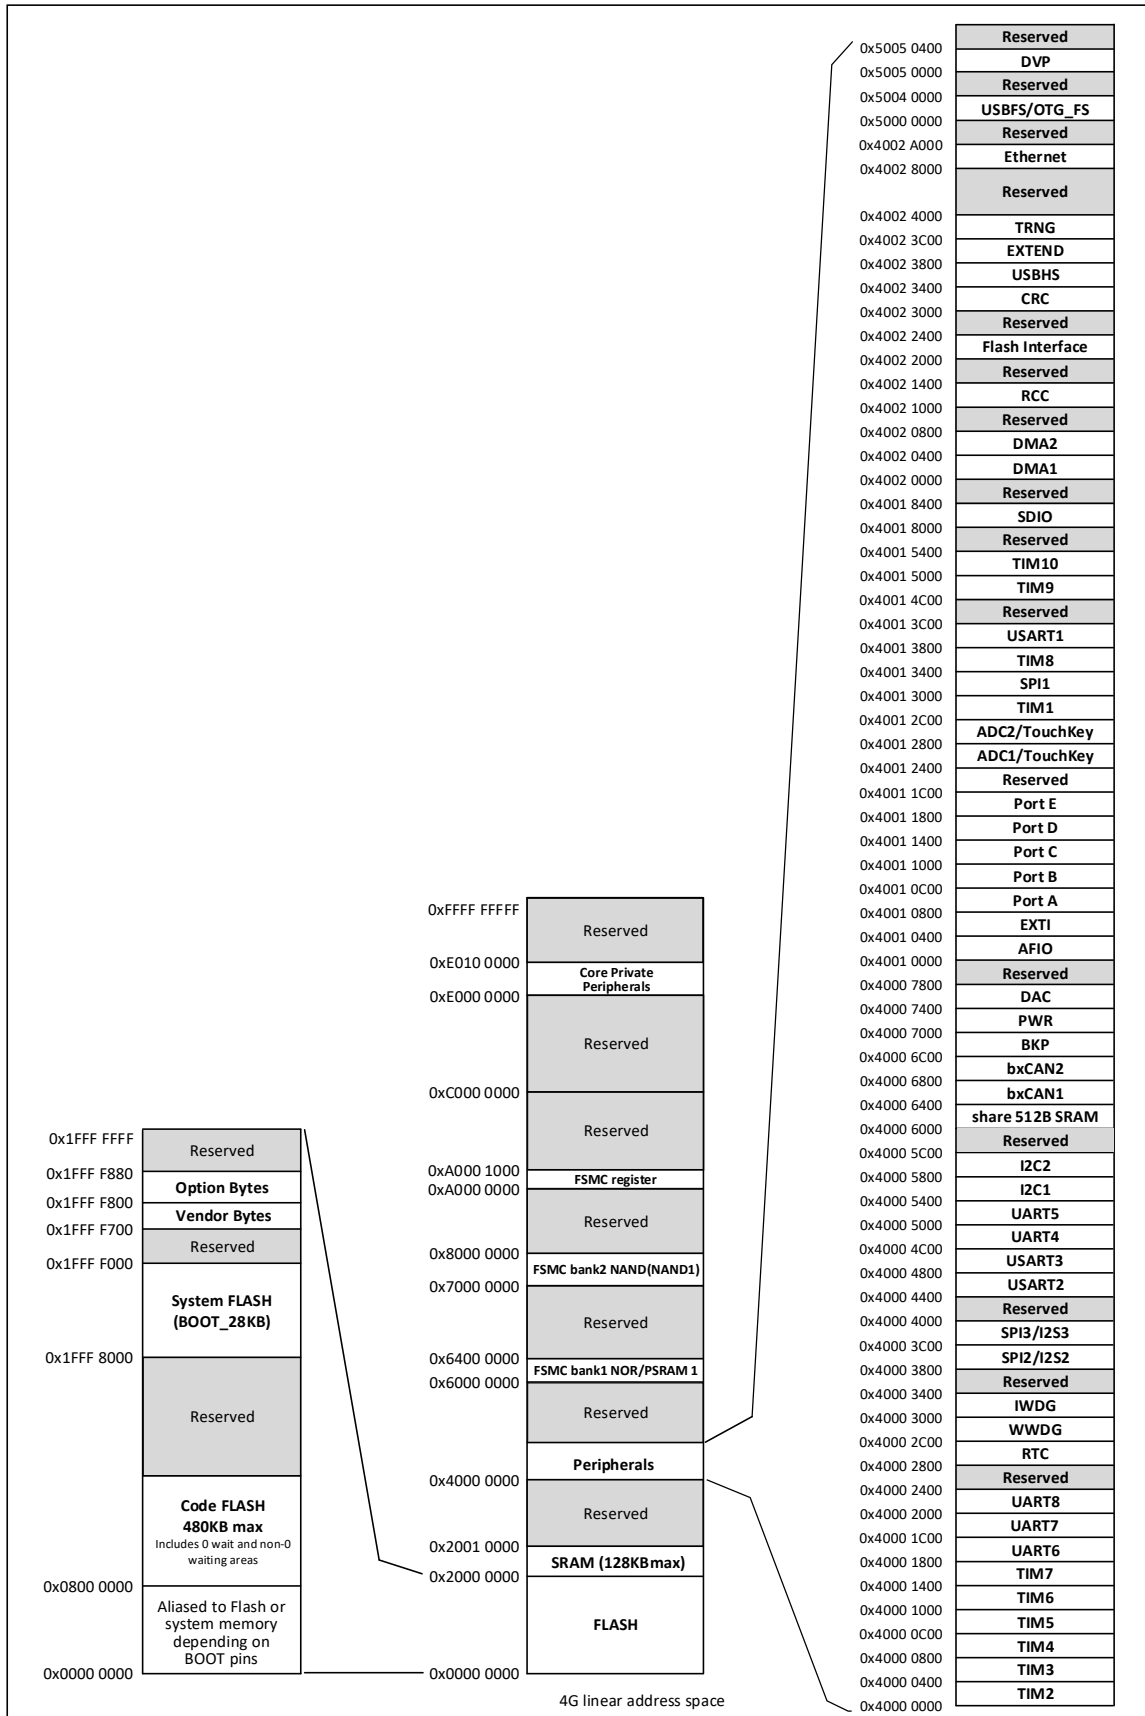 0x1FFF FFFF
Reserved
0x1FFF F880
Option Bytes
0x1FFF F800
Vendor Bytes
0x1FFF F700
Reserved
0x1FFF F000
System FLASH
(BOOT_28KB)
0x1FFF 8000
Reserved
Code FLASH
480KB max
Includes 0 wait and non-0
waiting areas
0x0800 0000
Aliased to Flash or
system memory
depending on
BOOT pins
0x0000 0000
0xFFFF FFFFF
Reserved
0xE010 0000
Core Private
Peripherals
0xE000 0000
Reserved
0xC000 0000
Reserved
0xA000 1000
FSMC register
0xA000 0000
Reserved
0x8000 0000
FSMC bank2 NAND(NAND1)
0x7000 0000
Reserved
0x6400 0000
FSMC bank1 NOR/PSRAM 1
0x6000 0000
Reserved
Peripherals
0x4000 0000
Reserved
0x2001 0000
SRAM (128KBmax)
0x2000 0000
FLASH
0x0000 0000
4G linear address space
Reserved
0x5005 0400
DVP
0x5005 0000
Reserved
0x5004 0000
USBFS/OTG_FS
0x5000 0000
Reserved
0x4002 A000
Ethernet
0x4002 8000
Reserved
0x4002 4000
TRNG
0x4002 3C00
EXTEND
0x4002 3800
USBHS
0x4002 3400
CRC
0x4002 3000
Reserved
0x4002 2400
Flash Interface
0x4002 2000
Reserved
0x4002 1400
RCC
0x4002 1000
Reserved
0x4002 0800
DMA2
0x4002 0400
DMA1
0x4002 0000
Reserved
0x4001 8400
SDIO
0x4001 8000
Reserved
0x4001 5400
TIM10
0x4001 5000
TIM9
0x4001 4C00
Reserved
0x4001 3C00
USART1
0x4001 3800
TIM8
0x4001 3400
SPI1
0x4001 3000
TIM1
0x4001 2C00
ADC2/TouchKey
0x4001 2800
ADC1/TouchKey
0x4001 2400
Reserved
0x4001 1C00
Port E
0x4001 1800
Port D
0x4001 1400
Port C
0x4001 1000
Port B
0x4001 0C00
Port A
0x4001 0800
EXTI
0x4001 0400
AFIO
0x4001 0000
Reserved
0x4000 7800
DAC
0x4000 7400
PWR
0x4000 7000
BKP
0x4000 6C00
bxCAN2
0x4000 6800
bxCAN1
0x4000 6400
share 512B SRAM
0x4000 6000
Reserved
0x4000 5C00
I2C2
0x4000 5800
I2C1
0x4000 5400
UART5
0x4000 5000
UART4
0x4000 4C00
USART3
0x4000 4800
USART2
0x4000 4400
Reserved
0x4000 4000
SPI3/I2S3
0x4000 3C00
SPI2/I2S2
0x4000 3800
Reserved
0x4000 3400
IWDG
0x4000 3000
WWDG
0x4000 2C00
RTC
0x4000 2800
Reserved
0x4000 2400
UART8
0x4000 2000
UART7
0x4000 1C00
UART6
0x4000 1800
TIM7
0x4000 1400
TIM6
0x4000 1000
TIM5
0x4000 0C00
TIM4
0x4000 0800
TIM3
0x4000 0400
TIM2
0x4000 0000